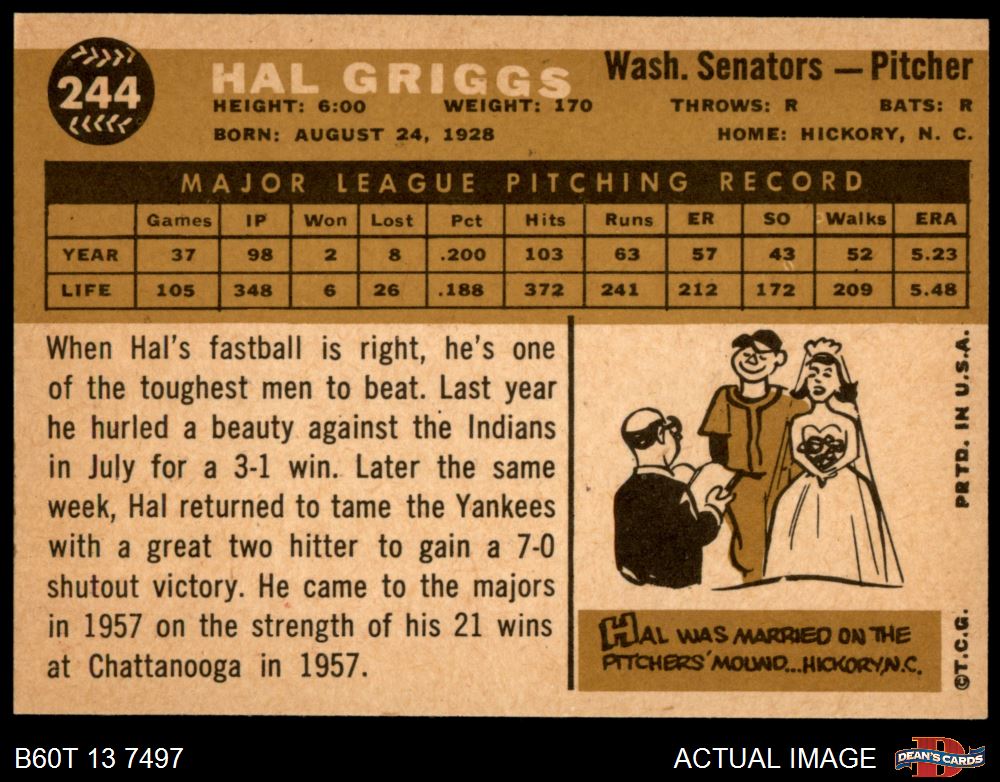 244
HAL GRIGGS
Wash. Senators — Pitcher
HEIGHT: 6:00 WEIGHT: 170 THROWS: R BATS: R
BORN: AUGUST 24, 1928 HOME: HICKORY, N. C.
MAJOR LEAGUE PITCHING RECORD
Games IP Won Lost Pct Hits Runs ER SO Walks ERA
YEAR 37 98 2 8 .200 103 63 57 43 52 5.23
LIFE 105 348 6 26 .188 372 241 212 172 209 5.48
When Hal's fastball is right, he's one
of the toughest men to beat. Last year
he hurled a beauty against the Indians
in July for a 3-1 win. Later the same
week, Hal returned to tame the Yankees
with a great two hitter to gain a 7-0
shutout victory. He came to the majors
in 1957 on the strength of his 21 wins
at Chattanooga in 1957.
HAL WAS MARRIED ON THE
PITCHERS' MOUND...HICKORY, N.C.
PRTD. IN U.S.A.
©T.C.G.
B60T 13 7497
ACTUAL IMAGE
D
DEAN'S CARDS